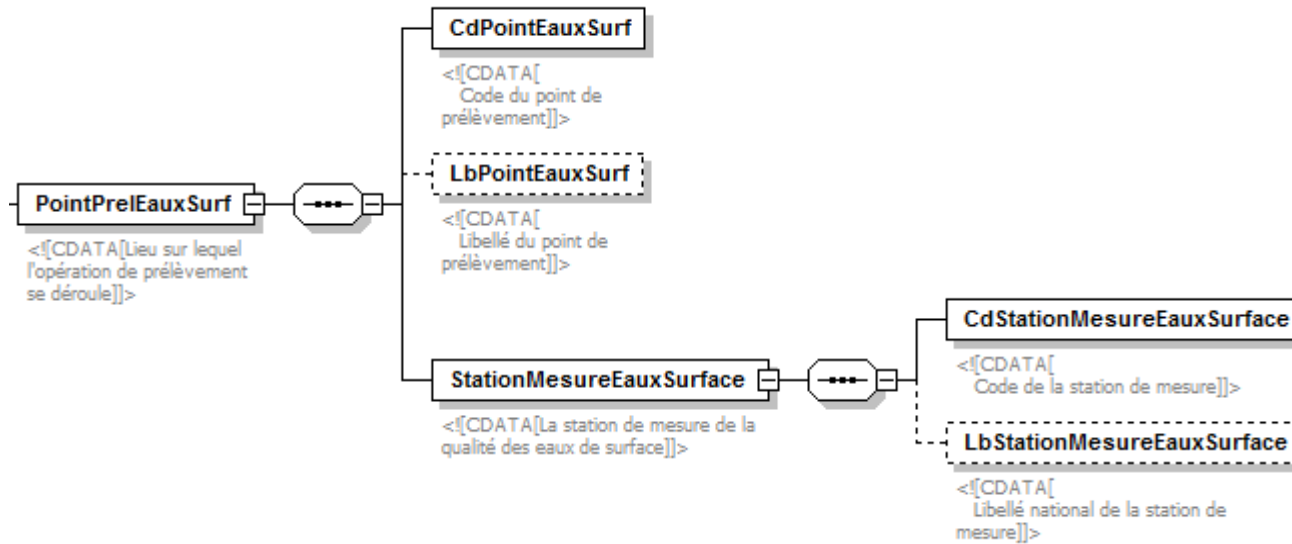 CdPointEauxSurf
<![CDATA[
Code du point de
prélèvement]]>
LbPointEauxSurf
<![CDATA[
Libellé du point de
prélèvement]]>
PointPrelEauxSurf
<![CDATA[Lieu sur lequel
l'opération de prélèvement
se déroule]]>
StationMesureEauxSurface
<![CDATA[La station de mesure de la
qualité des eaux de surface]]>
CdStationMesureEauxSurface
<![CDATA[
Code de la station de mesure]]>
LbStationMesureEauxSurface
<![CDATA[
Libellé national de la station de
mesure]]>